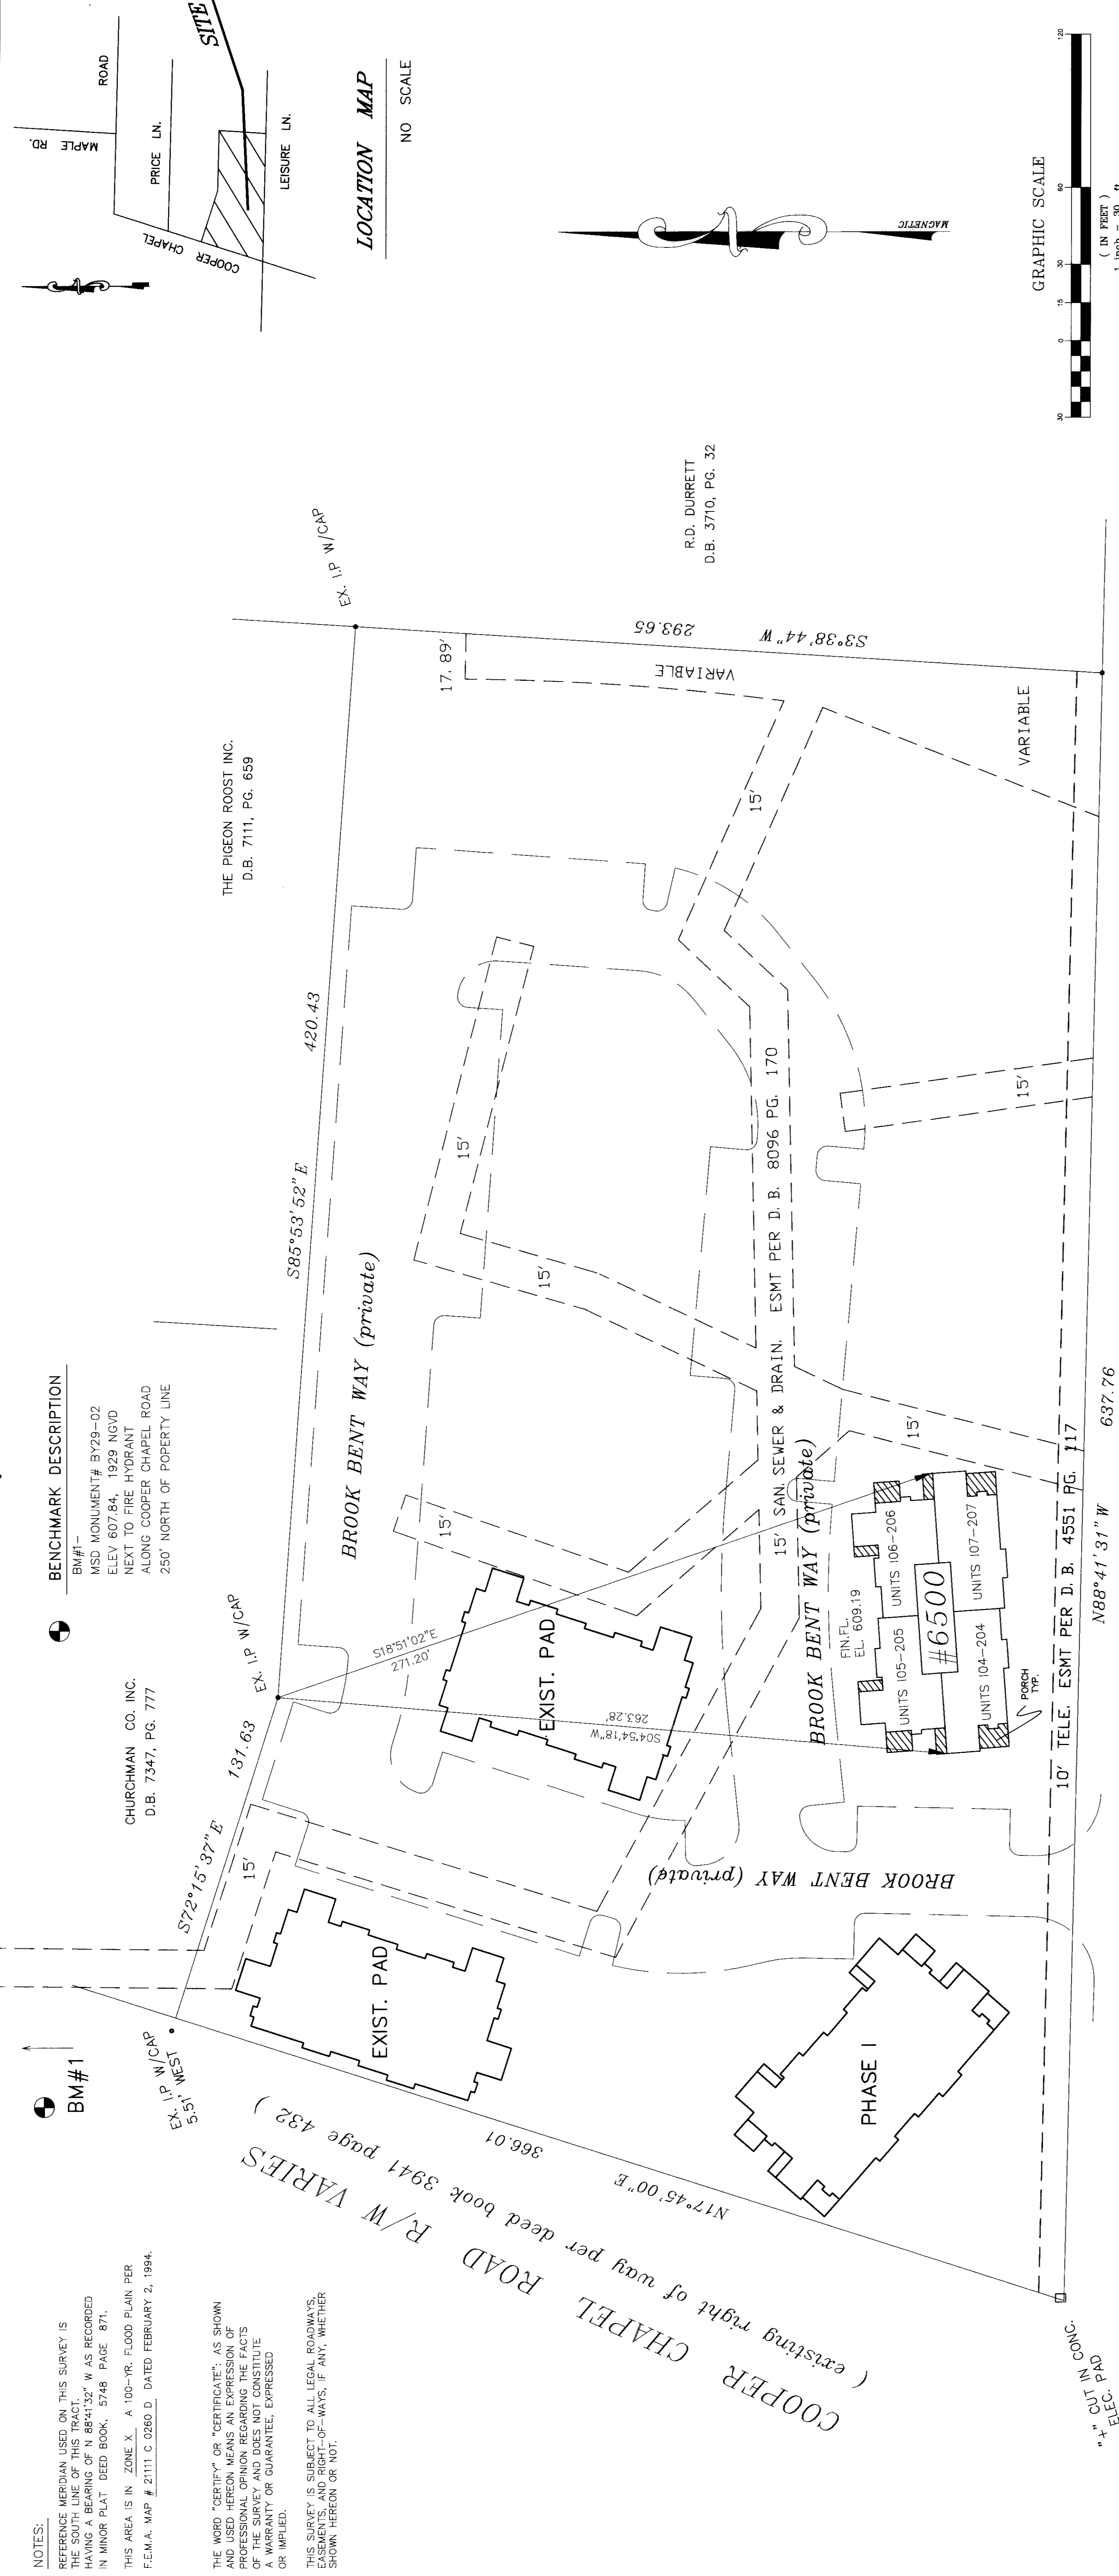 NOTES:
REFERENCE MERIDIAN USED ON THIS SURVEY IS
THE SOUTH LINE OF THIS TRACT.
HAVING A BEARING OF N 88°41'32" W AS RECORDED
IN MINOR PLAT DEED BOOK, 5748 PAGE 871.
THIS AREA IS IN ZONE X A 100-YR. FLOOD PLAIN PER
F.E.M.A. MAP # 21111 C 0260 D DATED FEBRUARY 2, 1994.
THE WORD "CERTIFY" OR "CERTIFICATE": AS SHOWN
AND USED HEREON MEANS AN EXPRESSION OF
PROFESSIONAL OPINION REGARDING THE FACTS
OF THE SURVEY AND DOES NOT CONSTITUTE
A WARRANTY OR GUARANTEE, EXPRESSED
OR IMPLIED.
THIS SURVEY IS SUBJECT TO ALL LEGAL ROADWAYS,
EASEMENTS, AND RIGHT-OF-WAYS, IF ANY, WHETHER
SHOWN HEREON OR NOT.
BM#1
EX. I.P W/CAP
5.51' WEST
CHURCHMAN CO. INC.
D.B. 7347, PG. 777
BENCHMARK DESCRIPTION
BM#1-
MSD MONUMENT# BY29-02
ELEV 607.84, 1929 NGVD
NEXT TO FIRE HYDRANT
ALONG COOPER CHAPEL ROAD
250' NORTH OF POPERTY LINE
THE PIGEON ROOST INC.
D.B. 7111, PG. 659
MAPLE RD.
ROAD
PRICE LN.
COOPER CHAPEL
LEISURE LN.
SITE
LOCATION MAP
NO SCALE
MAGNETIC
GRAPHIC SCALE
30
0
15
30
60
120
( IN FEET )
1 inch = 30 ft.
S72°15'37"E
131.63
EX. I.P W/CAP
S85°53'52"E
420.43
EX. I.P W/CAP
R.D. DURRETT
D.B. 3710, PG. 32
S3°38'44" W
293.65
17.89'
VARIABLE
VARIABLE
15'
15'
15'
15'
15'
15'
15'
BROOK BENT WAY (private)
S18°51'02"E
271.20'
S04°54'18"W
263.28'
EXIST. PAD
EXIST. PAD
15' SAN. SEWER & DRAIN. ESMT PER D. B. 8096 PG. 170
BROOK BENT WAY (private)
BROOK BENT WAY (private)
FIN.FL.
EL. 609.19
UNITS 105-205
UNITS 106-206
#6500
UNITS 104-204
UNITS 107-207
PORCH
TYP.
PHASE I
COOPER CHAPEL ROAD R/W VARIES
( existing right of way per deed book 3941 page 432 )
N17°45'00"E
366.01
10' TELE. ESMT PER D. B. 4551 PG. 117
N88°41'31" W
637.76
"+" CUT IN CONC.
ELEC. PAD